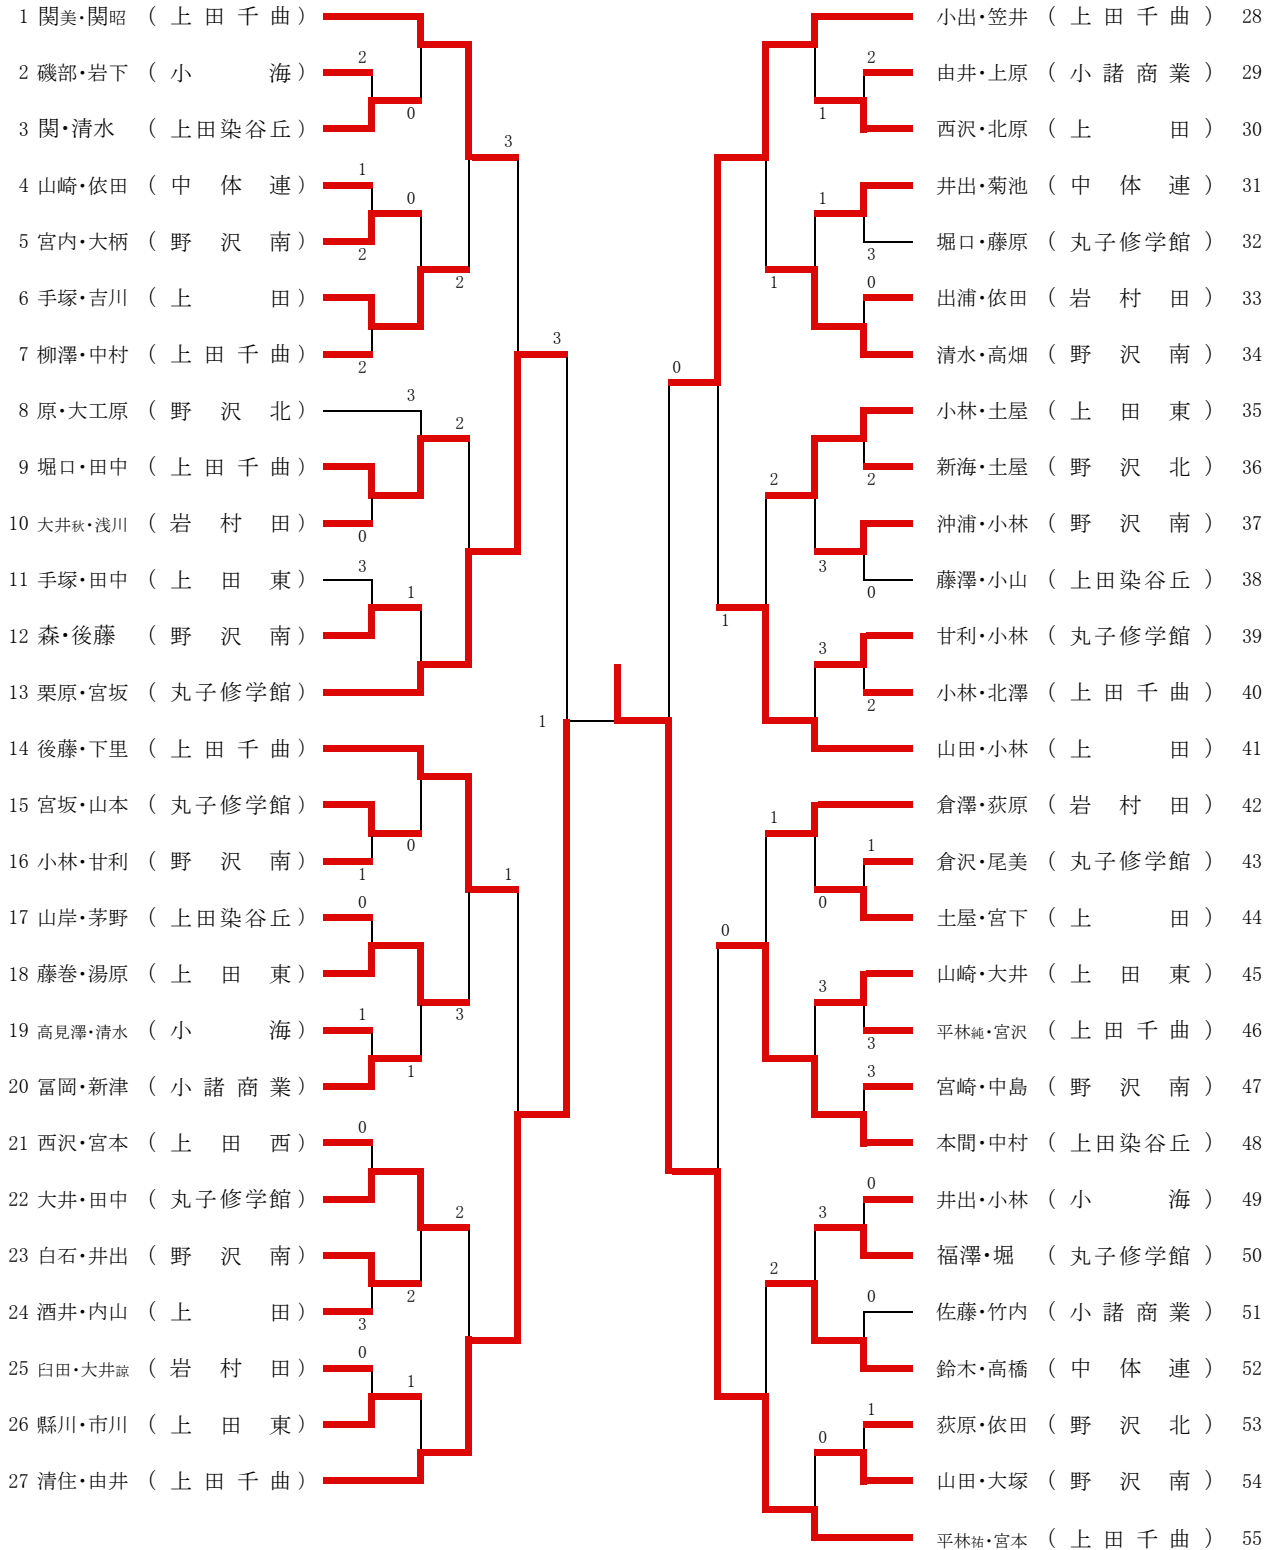 1 関美・関昭 （ 上 田 千 曲 ）
2 磯部・岩下 （ 小 海 ）
3 関・清水 （ 上田染谷丘 ）
4 山崎・依田 （ 中 体 連 ）
5 宮内・大柄 （ 野 沢 南 ）
6 手塚・吉川 （ 上 田 ）
7 柳澤・中村 （ 上 田 千 曲 ）
8 原・大工原 （ 野 沢 北 ）
9 堀口・田中 （ 上 田 千 曲 ）
10 大井秋・浅川 （ 岩 村 田 ）
11 手塚・田中 （ 上 田 東 ）
12 森・後藤 （ 野 沢 南 ）
13 栗原・宮坂 （ 丸子修学館 ）
14 後藤・下里 （ 上 田 千 曲 ）
15 宮坂・山本 （ 丸子修学館 ）
16 小林・甘利 （ 野 沢 南 ）
17 山岸・茅野 （ 上田染谷丘 ）
18 藤巻・湯原 （ 上 田 東 ）
19 高見澤・清水 （ 小 海 ）
20 冨岡・新津 （ 小 諸 商 業 ）
21 西沢・宮本 （ 上 田 西 ）
22 大井・田中 （ 丸子修学館 ）
23 白石・井出 （ 野 沢 南 ）
24 酒井・内山 （ 上 田 ）
25 臼田・大井諒 （ 岩 村 田 ）
26 縣川・市川 （ 上 田 東 ）
27 清住・由井 （ 上 田 千 曲 ）
2
0
1
0
2
2
2
3
3
2
0
3
1
3
0
1
0
1
3
1
1
0
2
2
3
0
1
1
小出・笠井 （ 上 田 千 曲 ） 28
由井・上原 （ 小 諸 商 業 ） 29
西沢・北原 （ 上 田 ） 30
井出・菊池 （ 中 体 連 ） 31
堀口・藤原 （ 丸子修学館 ） 32
出浦・依田 （ 岩 村 田 ） 33
清水・高畑 （ 野 沢 南 ） 34
小林・土屋 （ 上 田 東 ） 35
新海・土屋 （ 野 沢 北 ） 36
沖浦・小林 （ 野 沢 南 ） 37
藤澤・小山 （ 上田染谷丘 ） 38
甘利・小林 （ 丸子修学館 ） 39
小林・北澤 （ 上 田 千 曲 ） 40
山田・小林 （ 上 田 ） 41
倉澤・荻原 （ 岩 村 田 ） 42
倉沢・尾美 （ 丸子修学館 ） 43
土屋・宮下 （ 上 田 ） 44
山崎・大井 （ 上 田 東 ） 45
平林純・宮沢 （ 上 田 千 曲 ） 46
宮崎・中島 （ 野 沢 南 ） 47
本間・中村 （ 上田染谷丘 ） 48
井出・小林 （ 小 海 ） 49
福澤・堀 （ 丸子修学館 ） 50
佐藤・竹内 （ 小 諸 商 業 ） 51
鈴木・高橋 （ 中 体 連 ） 52
荻原・依田 （ 野 沢 北 ） 53
山田・大塚 （ 野 沢 南 ） 54
平林祐・宮本 （ 上 田 千 曲 ） 55
2
1
1
3
1
0
0
2
2
3
0
1
3
2
1
1
0
0
3
3
3
0
3
2
0
1
0